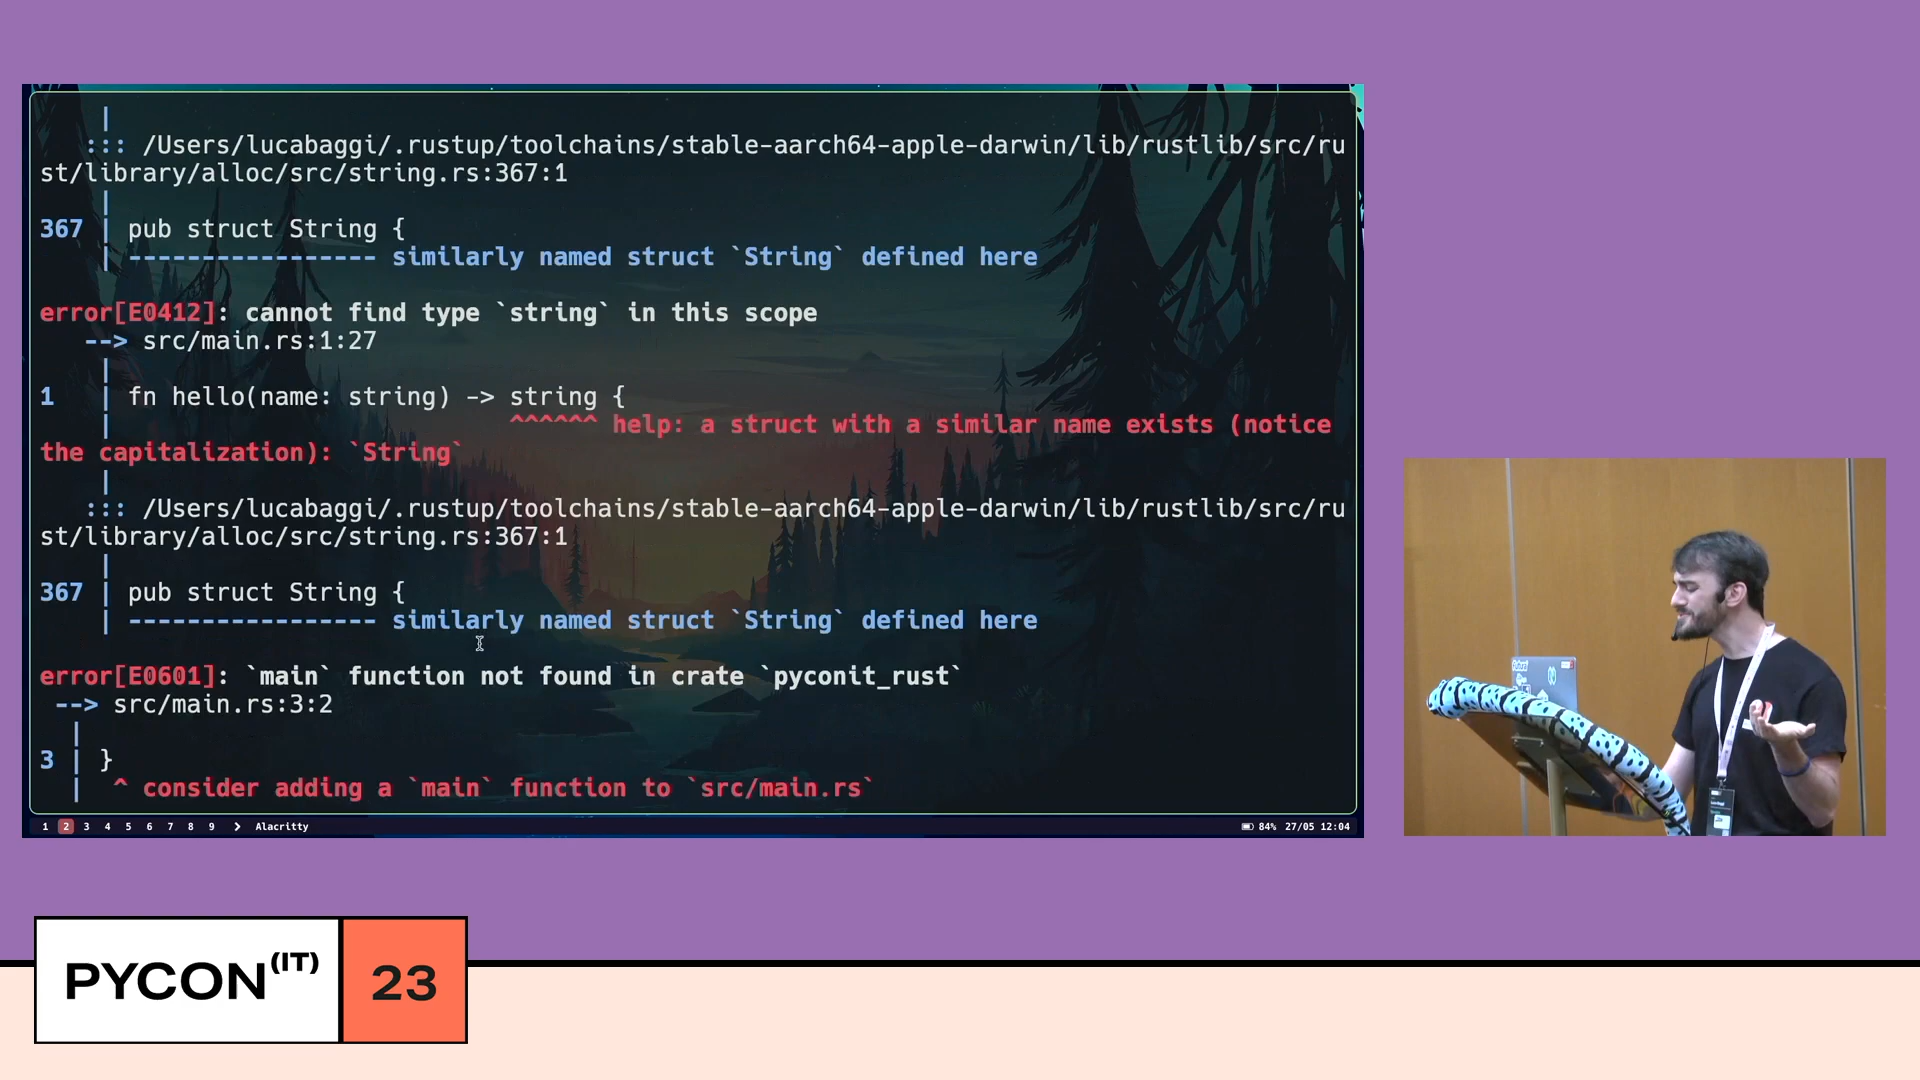 ::: /Users/lucabaggi/.rustup/toolchains/stable-aarch64-apple-darwin/lib/rustlib/src/ru
st/library/alloc/src/string.rs:367:1
|
367 | pub struct String {
| ----------------- similarly named struct `String` defined here
error[E0412]: cannot find type `string` in this scope
--> src/main.rs:1:27
|
1 | fn hello(name: string) -> string {
| ^^^^^^ help: a struct with a similar name exists (notice
the capitalization): `String`
|
::: /Users/lucabaggi/.rustup/toolchains/stable-aarch64-apple-darwin/lib/rustlib/src/ru
st/library/alloc/src/string.rs:367:1
|
367 | pub struct String {
| ----------------- similarly named struct `String` defined here
error[E0601]: `main` function not found in crate `pyconit_rust`
--> src/main.rs:3:2
|
3 | }
| ^ consider adding a `main` function to `src/main.rs`
1 2 3 4 5 6 7 8 9 > Alacritty
84% 27/05 12:04
PYCON(IT) 23